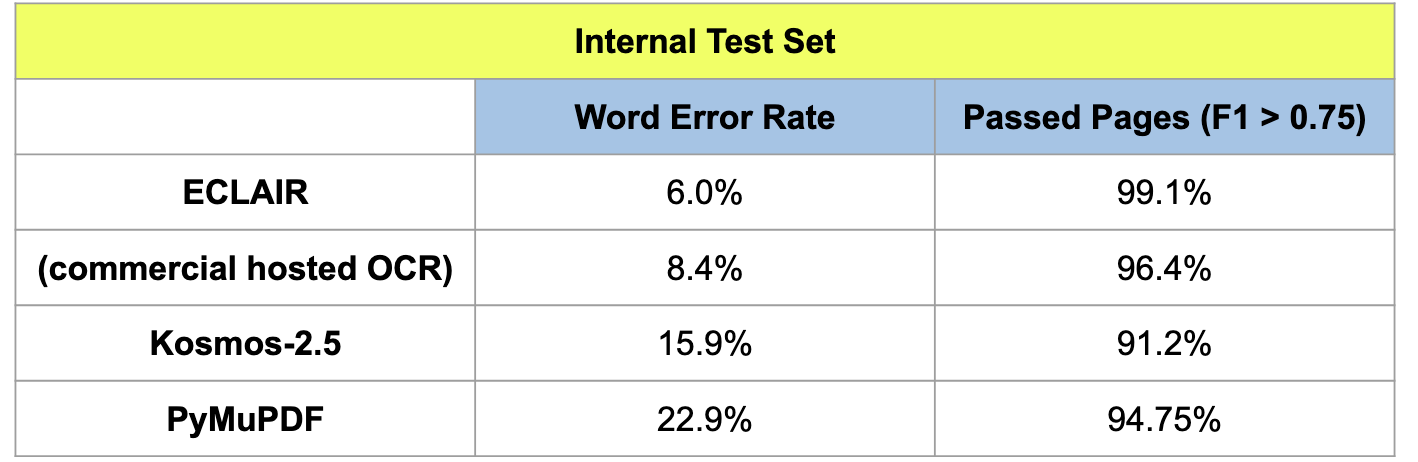 Internal Test Set
Word Error Rate Passed Pages (F1 > 0.75)
ECLAIR 6.0% 99.1%
(commercial hosted OCR) 8.4% 96.4%
Kosmos-2.5 15.9% 91.2%
PyMuPDF 22.9% 94.75%